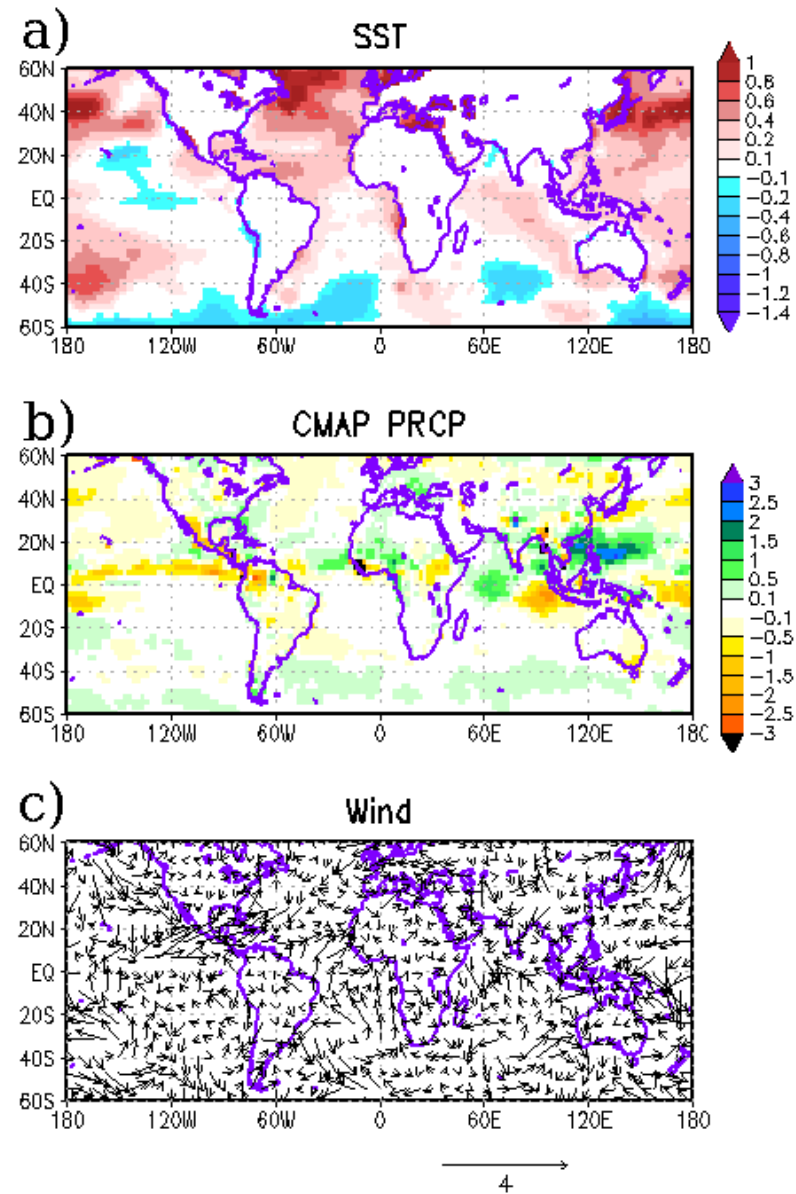 a)
SST
60N
40N
20N
EQ
20S
40S
60S
180 120W 60W 0 60E 120E 180
1
0.8
0.6
0.4
0.2
0.1
-0.1
-0.2
-0.4
-0.6
-0.8
-1
-1.2
-1.4
b)
CMAP PRCP
60N
40N
20N
EQ
20S
40S
60S
180 120W 60W 0 60E 120E 180
3
2.5
2
1.5
1
0.5
0.1
-0.1
-0.5
-1
-1.5
-2
-2.5
-3
c)
Wind
60N
40N
20N
EQ
20S
40S
60S
180 120W 60W 0 60E 120E 180
4